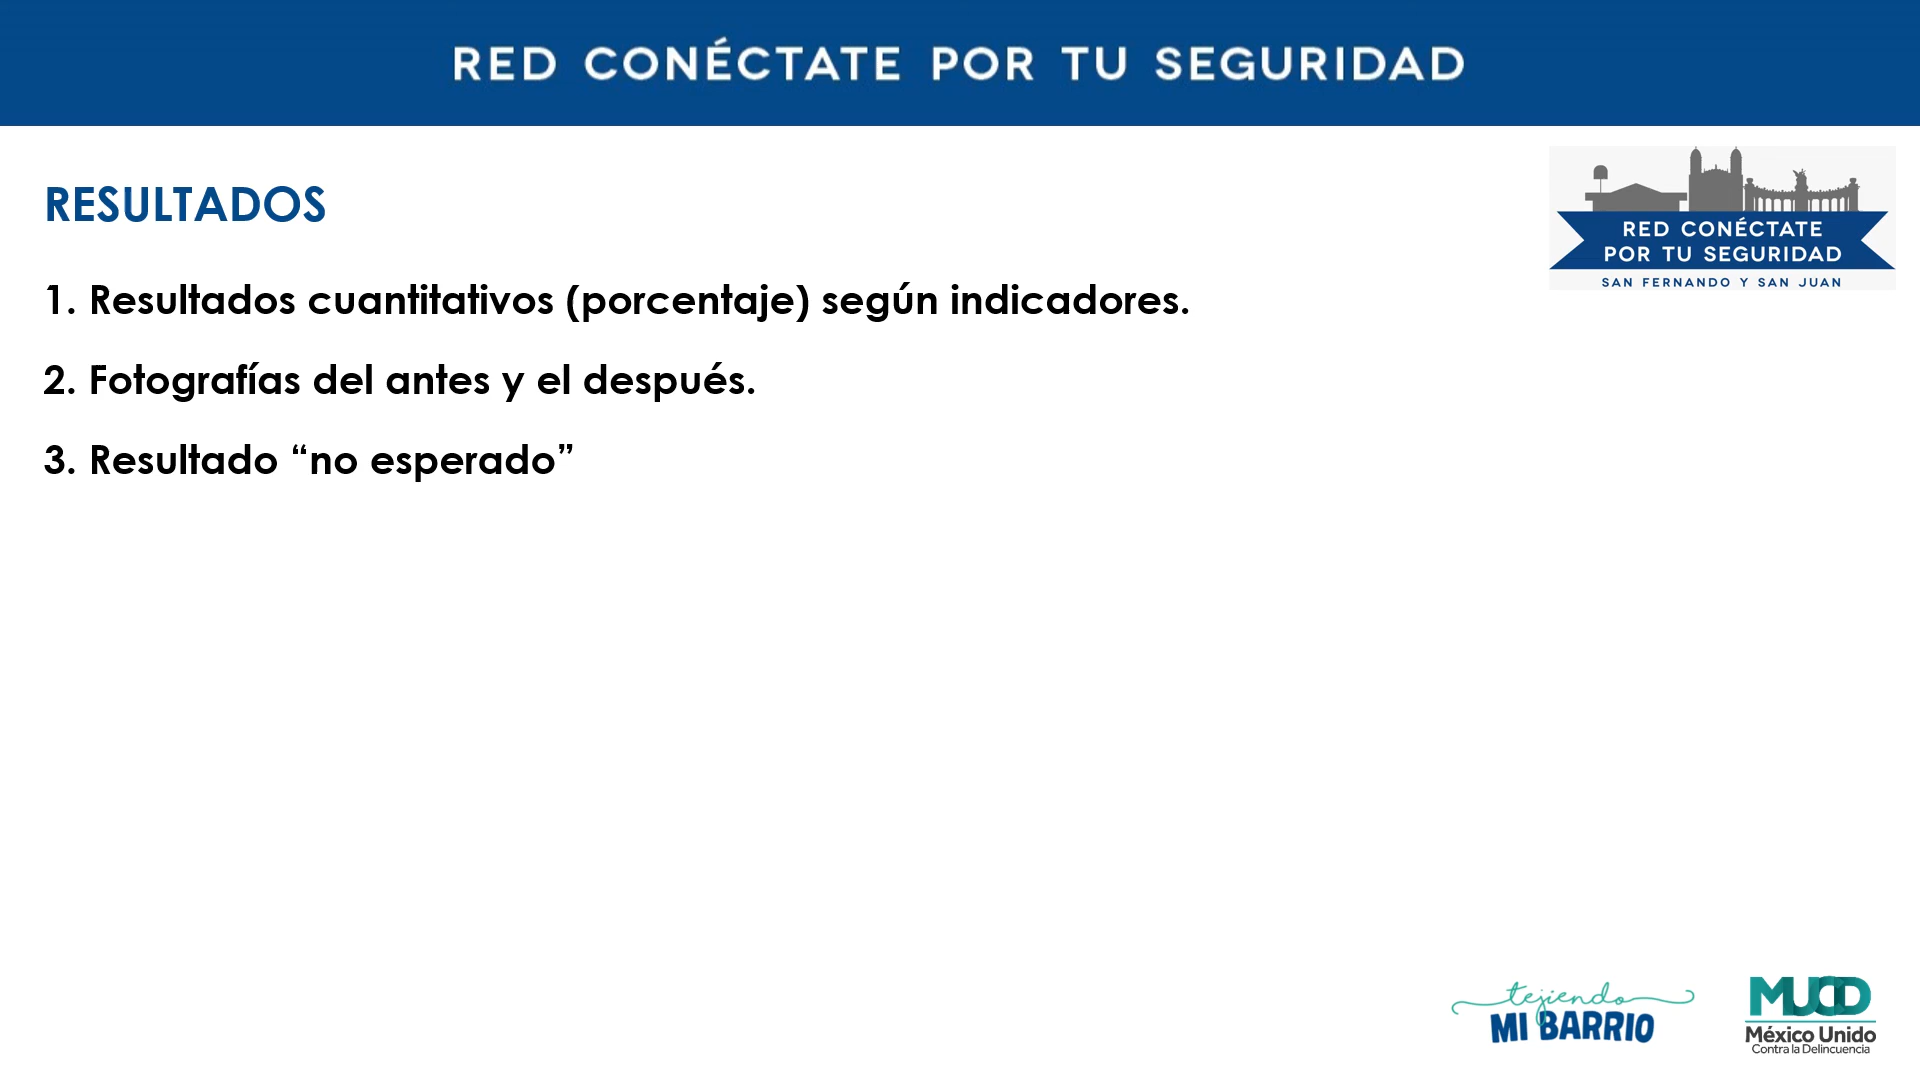 RED CONÉCTATE POR TU SEGURIDAD
RESULTADOS
RED CONÉCTATE
POR TU SEGURIDAD
SAN FERNANDO Y SAN JUAN
1. Resultados cuantitativos (porcentaje) según indicadores.
2. Fotografías del antes y el después.
3. Resultado “no esperado”
tejiendo
MI BARRIO
MUCD
México Unido
Contra la Delincuencia